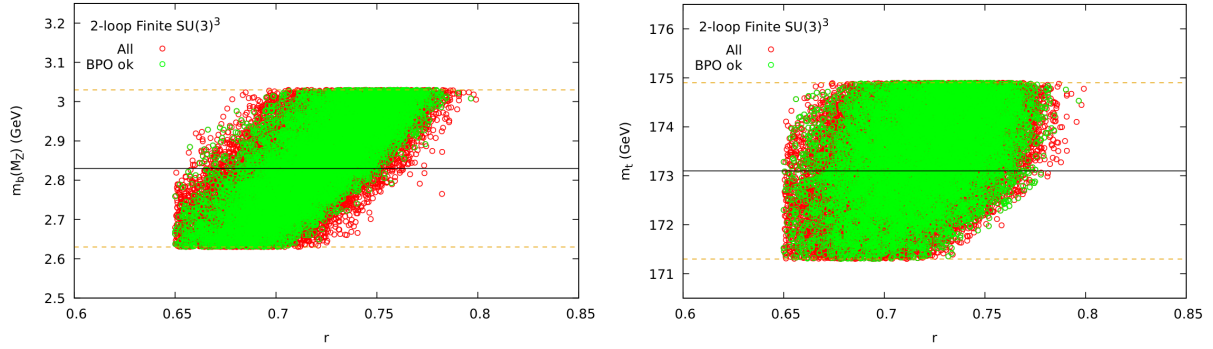 2-loop Finite SU(3)³
All
BPO ok
3.2
3.1
3
2.9
2.8
2.7
2.6
2.5
m_b(M_Z) (GeV)
0.6
0.65
0.7
0.75
0.8
0.85
r
2-loop Finite SU(3)³
All
BPO ok
176
175
174
173
172
171
m_t (GeV)
0.6
0.65
0.7
0.75
0.8
0.85
r